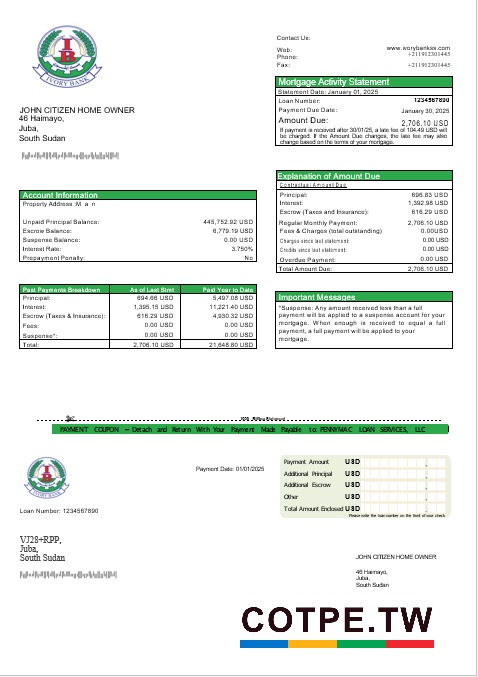 Contact Us:
Web: www.ivorybankss.com
Phone: +211912301445
Fax: +211912301445
IB
IVORY BANK
Mortgage Activity Statement
Statement Date: January 01, 2025
Loan Number: 1234567890
Payment Due Date: January 30, 2025
Amount Due: 2,706.10 USD
If payment is received after 30/01/25, a late fee of 104.49 USD will
be charged. If the Amount Due changes, the late fee may also
change based on the terms of your mortgage.
JOHN CITIZEN HOME OWNER
46 Haimayo,
Juba,
South Sudan
Explanation of Amount Due
Contractual Amount Due
Principal: 696.83 USD
Interest: 1,392.98 USD
Escrow (Taxes and Insurance): 616.29 USD
Regular Monthly Payment: 2,706.10 USD
Fees & Charges (total outstanding) 0.00USD
Charges since last statement: 0.00 USD
Credits since last statement: 0.00 USD
Overdue Payment: 0.00 USD
Total Amount Due: 2,706.10 USD
Account Information
Property Address :M a n
Unpaid Principal Balance: 445,752.92 USD
Escrow Balance: 6,779.19 USD
Suspense Balance: 0.00 USD
Interest Rate: 3.750%
Prepayment Penalty: No
Past Payments Breakdown As of Last Stmt Paid Year to Date
Principal: 694.66 USD 5,497.08 USD
Interest: 1,395.15 USD 11,221.40 USD
Escrow (Taxes & Insurance): 616.29 USD 4,930.32 USD
Fees: 0.00 USD 0.00 USD
Suspense*: 0.00 USD 0.00 USD
Total: 2,706.10 USD 21,648.80 USD
Important Messages
*Suspense: Any amount received less than a full
payment will be applied to a suspense account for your
mortgage. When enough is received to equal a full
payment, a full payment will be applied to your
mortgage.
PAYMENT COUPON – Detach and Return With Your Payment Made Payable to: PENNYMAC LOAN SERVICES, LLC
IB
IVORY BANK
Payment Date: 01/01/2025
Loan Number: 1234567890
Payment Amount USD
Additional Principal USD
Additional Escrow USD
Other USD
Total Amount Enclosed USD
Please write the loan number on the front of your check
VJ28+RPP,
Juba,
South Sudan
JOHN CITIZEN HOME OWNER
46 Haimayo,
Juba,
South Sudan
COTPE.TW